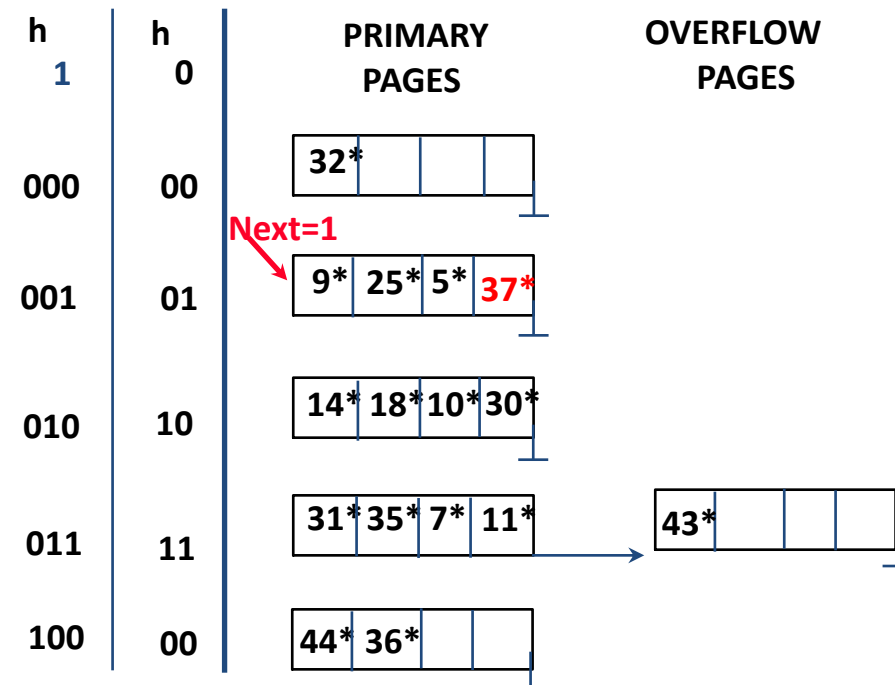 h h PRIMARY OVERFLOW
1 0 PAGES PAGES
000 00 32*
Next=1
001 01 9* 25* 5* 37*
010 10 14* 18* 10* 30*
011 11 31* 35* 7* 11* 43*
100 00 44* 36*